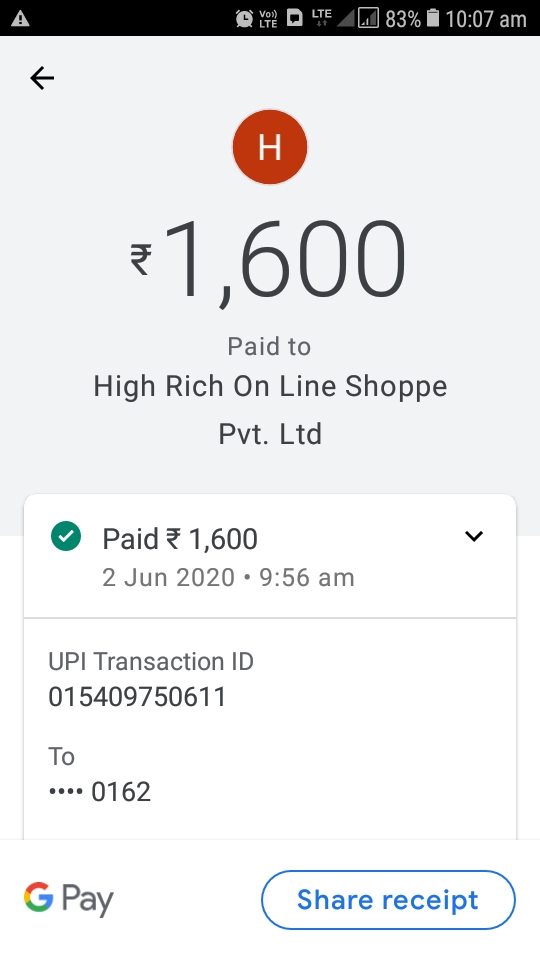 Vo)) LTE LTE 83% 10:07 am
H
₹1,600
Paid to
High Rich On Line Shoppe
Pvt. Ltd
Paid ₹ 1,600
2 Jun 2020 • 9:56 am
UPI Transaction ID
015409750611
To
•••• 0162
G Pay
Share receipt